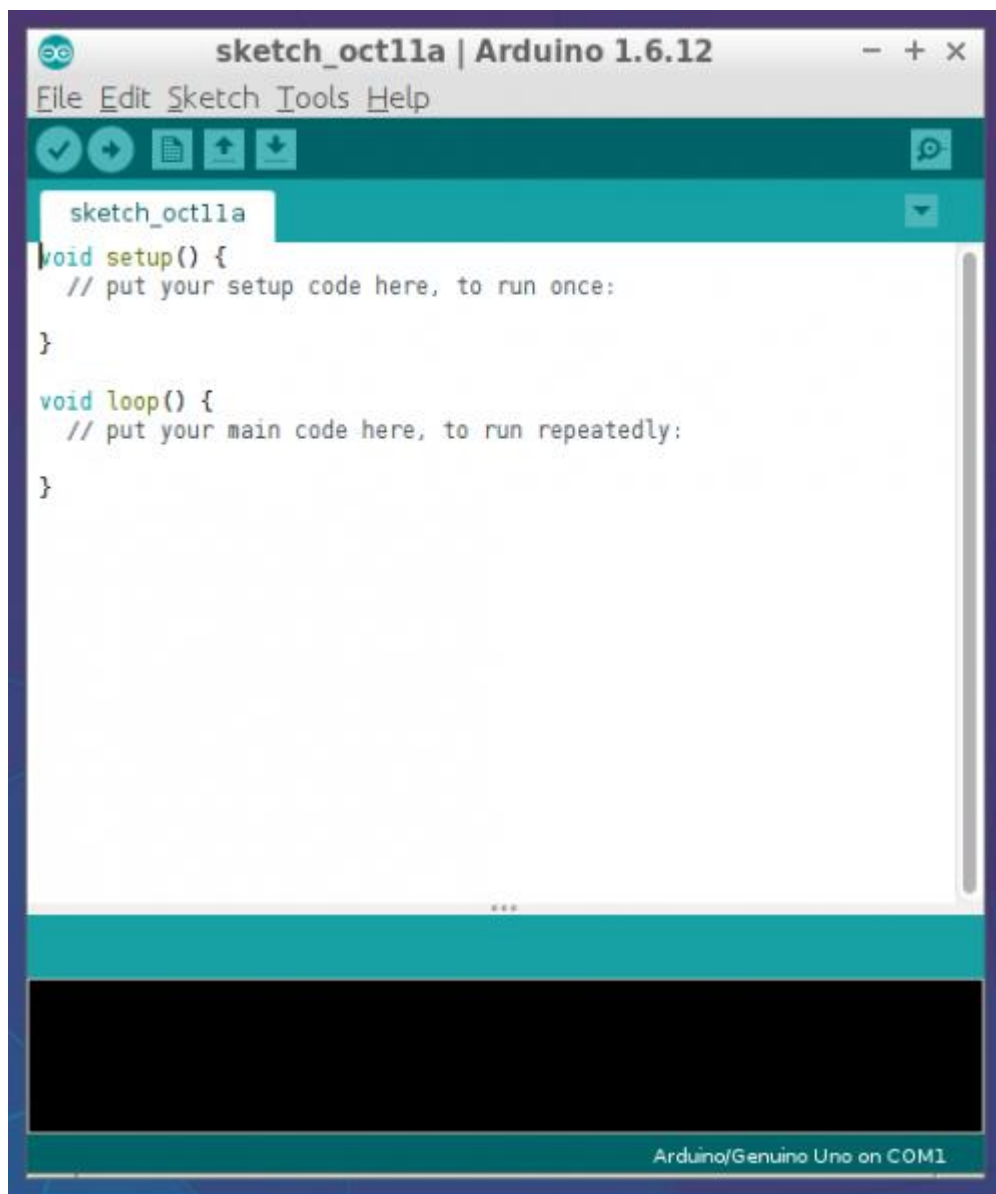 sketch_oct11a | Arduino 1.6.12
File Edit Sketch Tools Help
sketch_oct11a
void setup() {
  // put your setup code here, to run once:
}
void loop() {
  // put your main code here, to run repeatedly:
}
Arduino/Genuino Uno on COM1